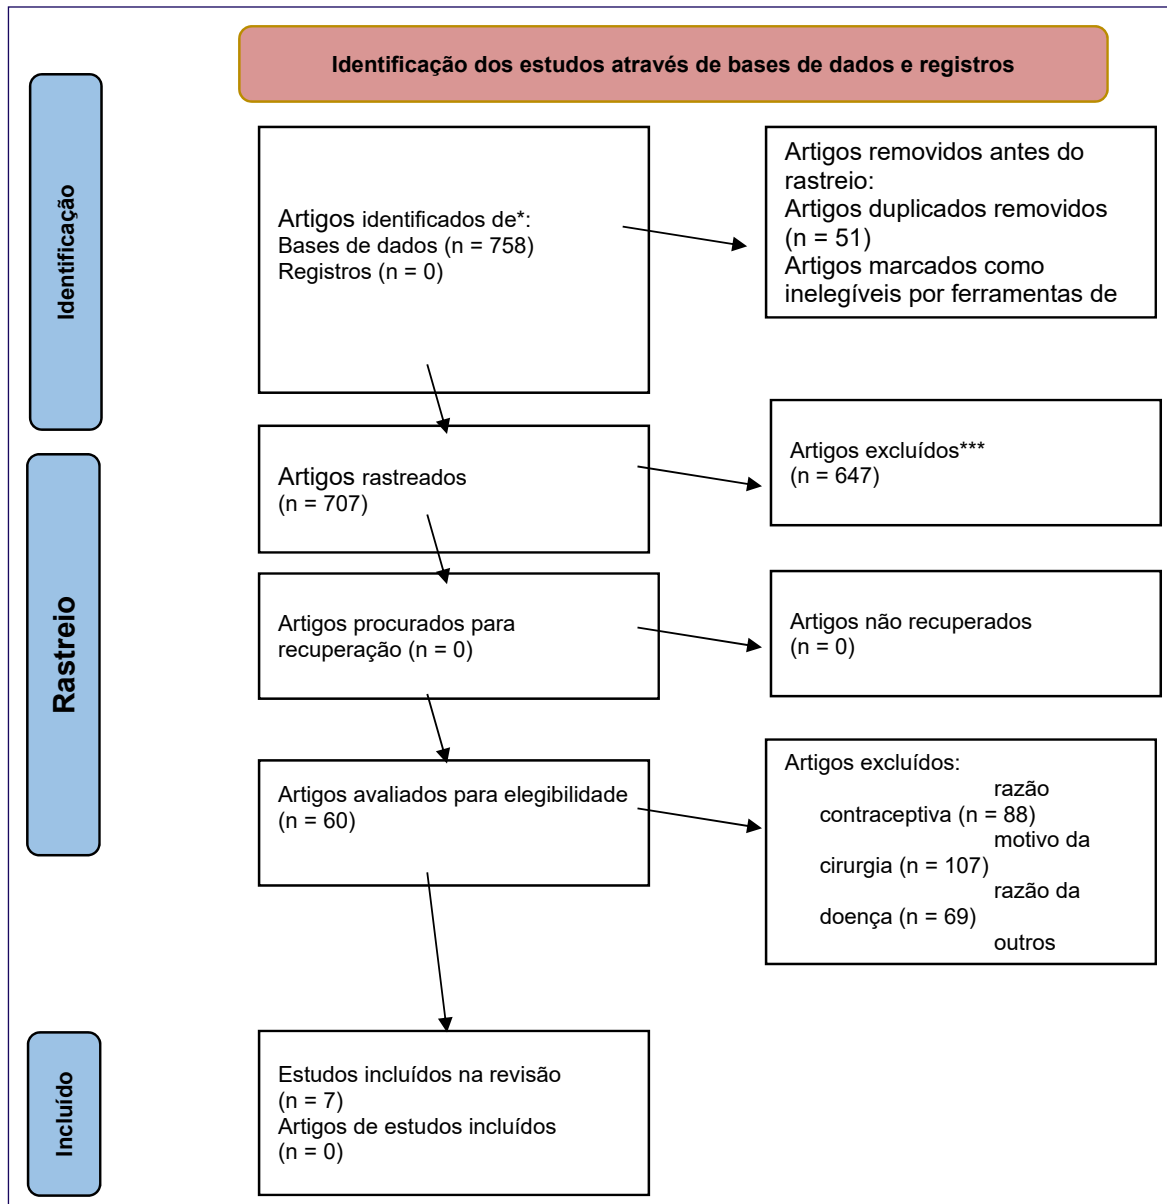 Identificação dos estudos através de bases de dados e registros
Identificação
Artigos identificados de*:
Bases de dados (n = 758)
Registros (n = 0)
Artigos removidos antes do
rastreio:
Artigos duplicados removidos
(n = 51)
Artigos marcados como
inelegíveis por ferramentas de
Rastreio
Artigos rastreados
(n = 707)
Artigos excluídos***
(n = 647)
Artigos procurados para
recuperação (n = 0)
Artigos não recuperados
(n = 0)
Artigos avaliados para elegibilidade
(n = 60)
Artigos excluídos:
razão
contraceptiva (n = 88)
motivo da
cirurgia (n = 107)
razão da
doença (n = 69)
outros
Incluído
Estudos incluídos na revisão
(n = 7)
Artigos de estudos incluídos
(n = 0)